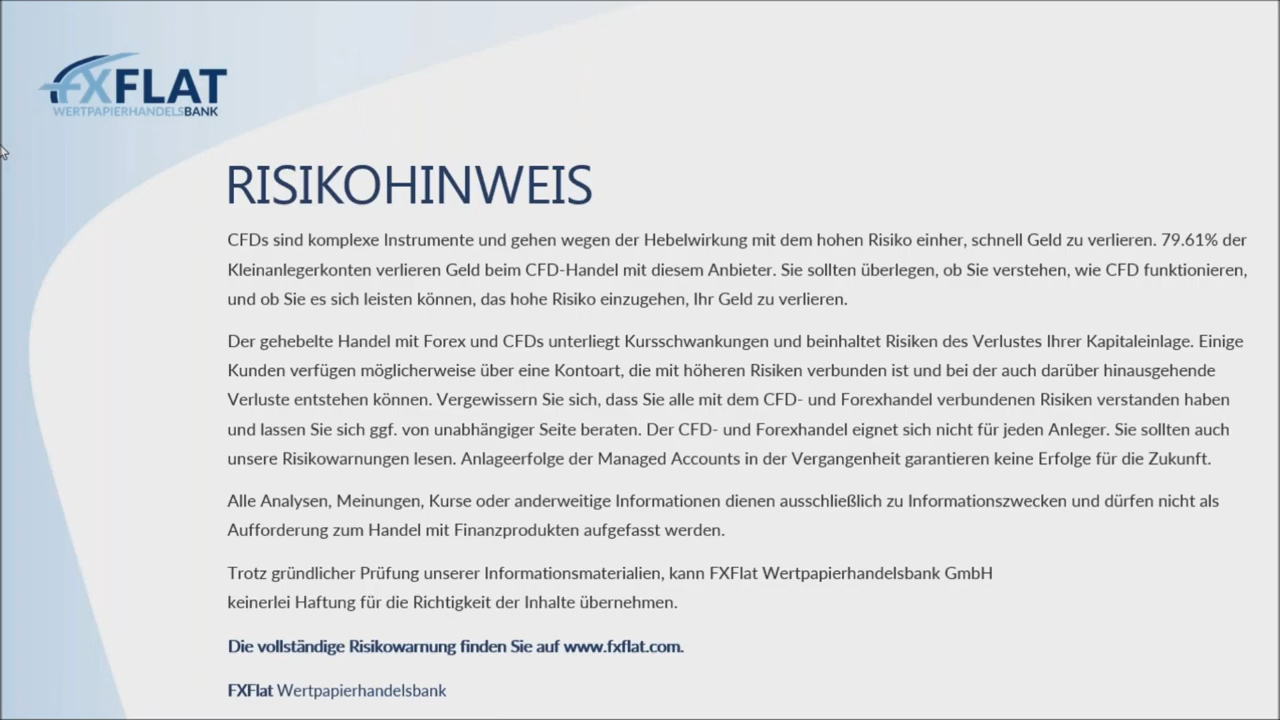 FXFLAT
WERTPAPIERHANDELSBANK
RISIKOHINWEIS
CFDs sind komplexe Instrumente und gehen wegen der Hebelwirkung mit dem hohen Risiko einher, schnell Geld zu verlieren. 79.61% der
Kleinanlegerkonten verlieren Geld beim CFD-Handel mit diesem Anbieter. Sie sollten überlegen, ob Sie verstehen, wie CFD funktionieren,
und ob Sie es sich leisten können, das hohe Risiko einzugehen, Ihr Geld zu verlieren.
Der gehebelte Handel mit Forex und CFDs unterliegt Kursschwankungen und beinhaltet Risiken des Verlustes Ihrer Kapitaleinlage. Einige
Kunden verfügen möglicherweise über eine Kontoart, die mit höheren Risiken verbunden ist und bei der auch darüber hinausgehende
Verluste entstehen können. Vergewissern Sie sich, dass Sie alle mit dem CFD- und Forexhandel verbundenen Risiken verstanden haben
und lassen Sie sich ggf. von unabhängiger Seite beraten. Der CFD- und Forexhandel eignet sich nicht für jeden Anleger. Sie sollten auch
unsere Risikowarnungen lesen. Anlageerfolge der Managed Accounts in der Vergangenheit garantieren keine Erfolge für die Zukunft.
Alle Analysen, Meinungen, Kurse oder anderweitige Informationen dienen ausschließlich zu Informationszwecken und dürfen nicht als
Aufforderung zum Handel mit Finanzprodukten aufgefasst werden.
Trotz gründlicher Prüfung unserer Informationsmaterialien, kann FXFlat Wertpapierhandelsbank GmbH
keinerlei Haftung für die Richtigkeit der Inhalte übernehmen.
Die vollständige Risikowarnung finden Sie auf www.fxflat.com.
FXFlat Wertpapierhandelsbank